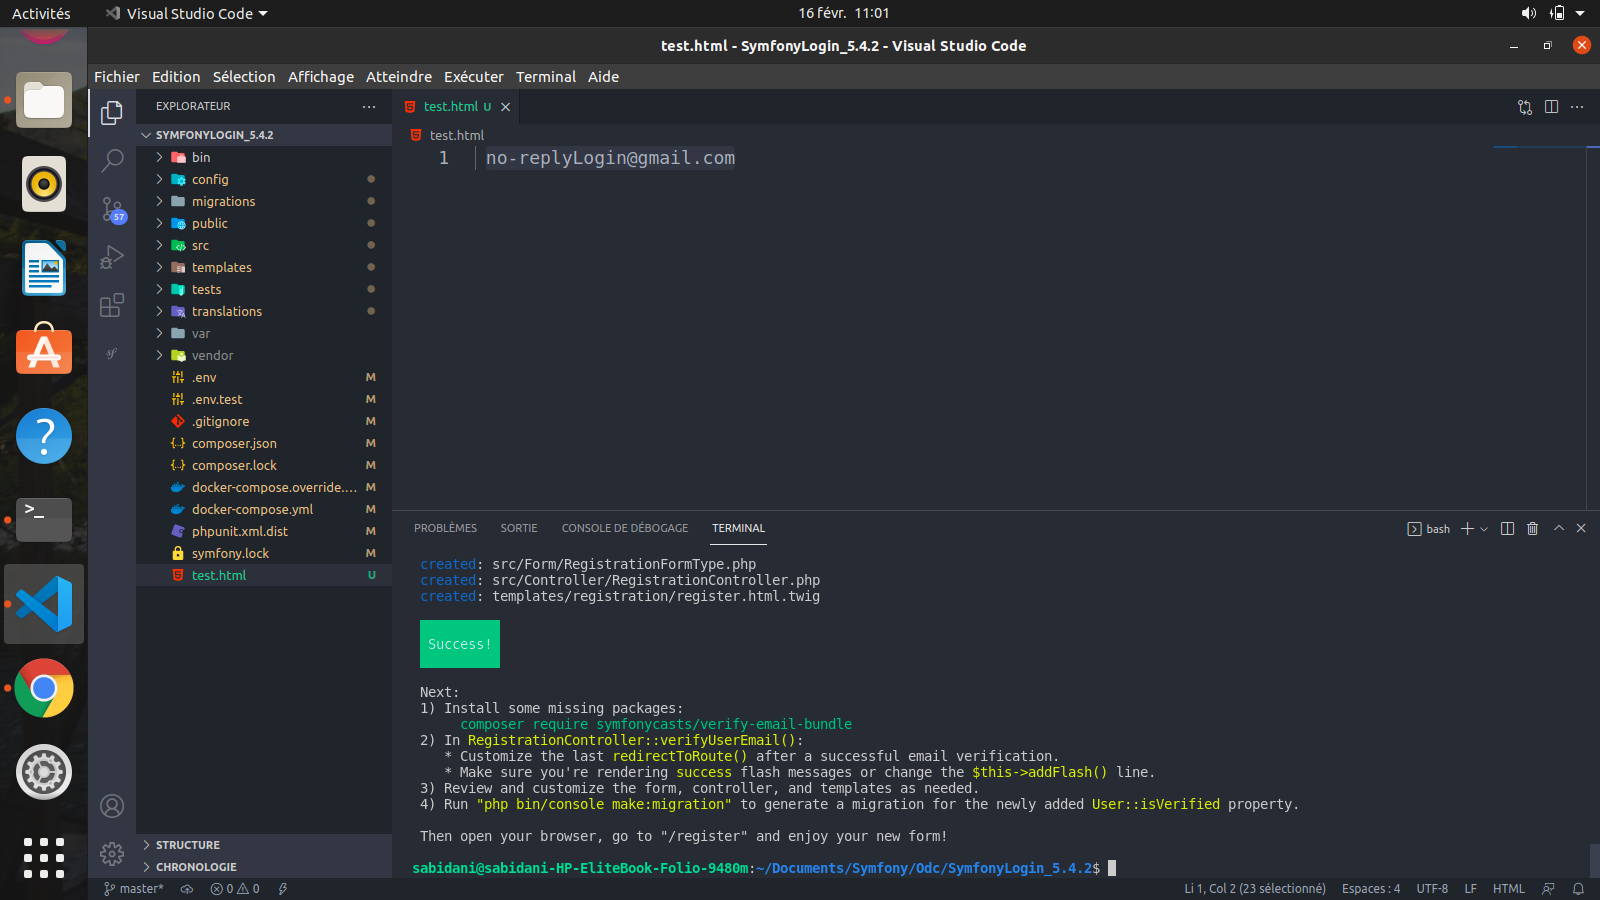 Activités
Visual Studio Code
16 févr. 11:01
test.html - SymfonyLogin_5.4.2 - Visual Studio Code
Fichier Edition Sélection Affichage Atteindre Exécuter Terminal Aide
EXPLORATEUR
SYMFONYLOGIN_5.4.2
bin
config
migrations
public
src
templates
tests
translations
var
vendor
.env M
.env.test M
.gitignore M
composer.json M
composer.lock M
docker-compose.override.... M
docker-compose.yml M
phpunit.xml.dist M
symfony.lock M
test.html U
57
STRUCTURE
CHRONOLOGIE
test.html U
test.html
1 no-replyLogin@gmail.com
PROBLÈMES SORTIE CONSOLE DE DÉBOGAGE TERMINAL
bash
created: src/Form/RegistrationFormType.php
created: src/Controller/RegistrationController.php
created: templates/registration/register.html.twig
Success!
Next:
1) Install some missing packages:
composer require symfonycasts/verify-email-bundle
2) In RegistrationController::verifyUserEmail():
* Customize the last redirectToRoute() after a successful email verification.
* Make sure you're rendering success flash messages or change the $this->addFlash() line.
3) Review and customize the form, controller, and templates as needed.
4) Run "php bin/console make:migration" to generate a migration for the newly added User::isVerified property.
Then open your browser, go to "/register" and enjoy your new form!
sabidani@sabidani-HP-EliteBook-Folio-9480m:~/Documents/Symfony/Odc/SymfonyLogin_5.4.2$
master* 0 0
Li 1, Col 2 (23 sélectionné) Espaces : 4 UTF-8 LF HTML